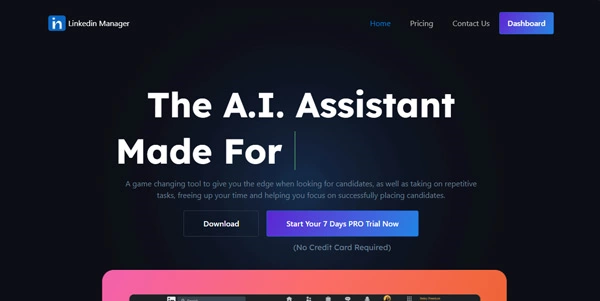 in Linkedin Manager
Home Pricing Contact Us Dashboard
The A.I. Assistant
Made For
A game changing tool to give you the edge when looking for candidates, as well as taking on repetitive
tasks, freeing up your time and helping you focus on successfully placing candidates.
Download Start Your 7 Days PRO Trial Now
(No Credit Card Required)